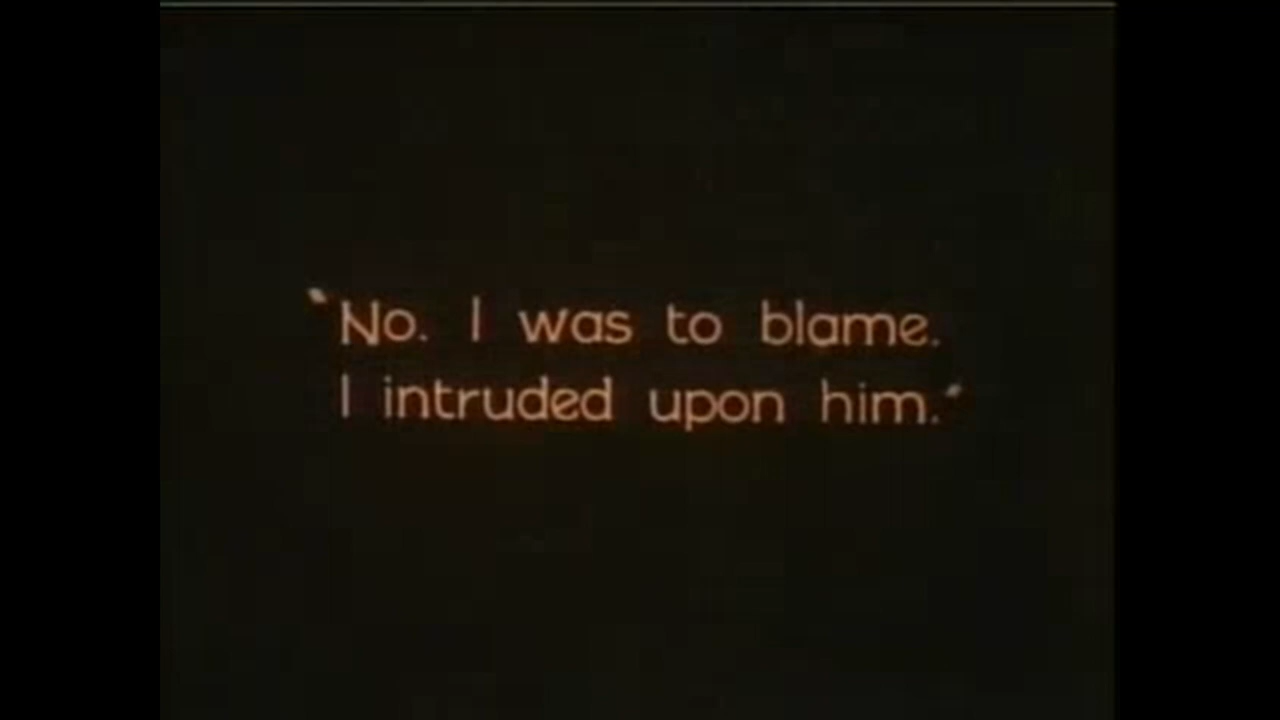 "No. I was to blame.
I intruded upon him."